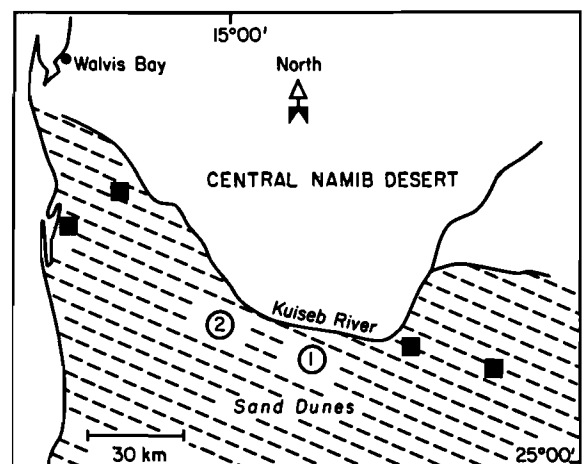 15°00'
Walvis Bay
North
CENTRAL NAMIB DESERT
Kuiseb River
2
1
Sand Dunes
30 km
25°00'